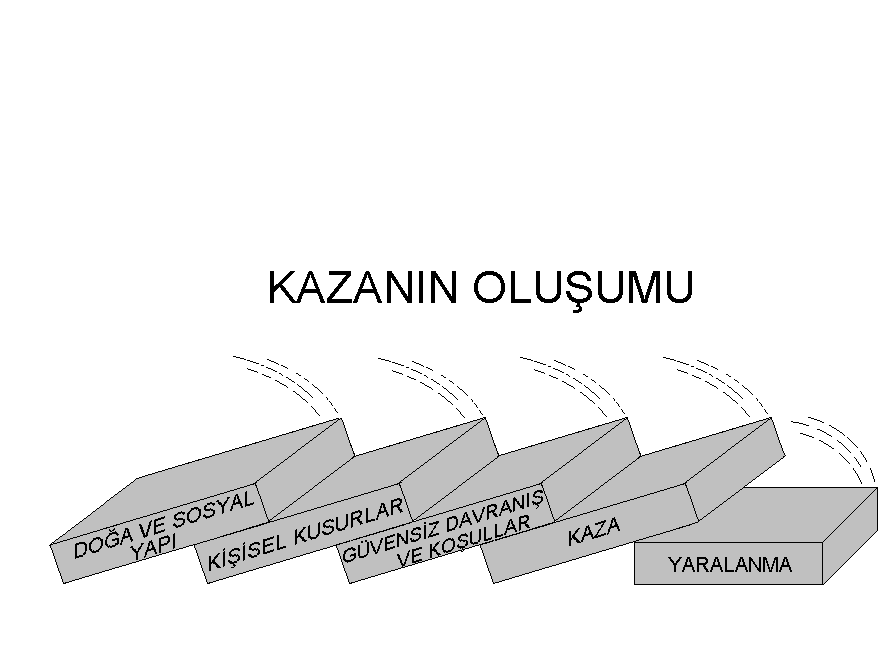 KAZANIN OLUŞUMU
DOĞA VE SOSYAL
YAPI
KİŞİSEL KUSURLAR
GÜVENSİZ DAVRANIŞ
VE KOŞULLAR
KAZA
YARALANMA